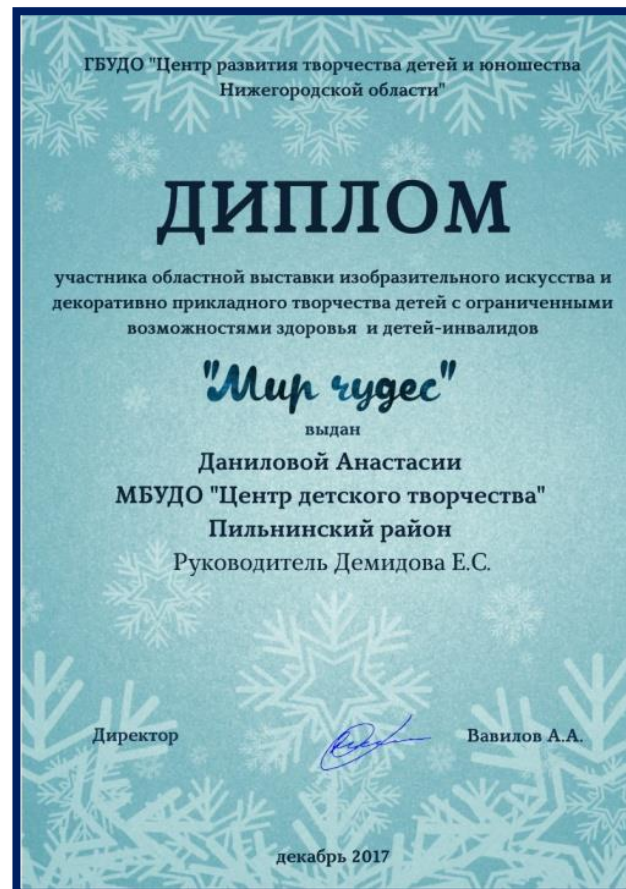 ГБУДО "Центр развития творчества детей и юношества
Нижегородской области"
ДИПЛОМ
участника областной выставки изобразительного искусства и
декоративно прикладного творчества детей с ограниченными
возможностями здоровья и детей-инвалидов
"Мир чудес"
выдан
Даниловой Анастасии
МБУДО "Центр детского творчества"
Пильнинский район
Руководитель Демидова Е.С.
Директор Вавилов А.А.
декабрь 2017